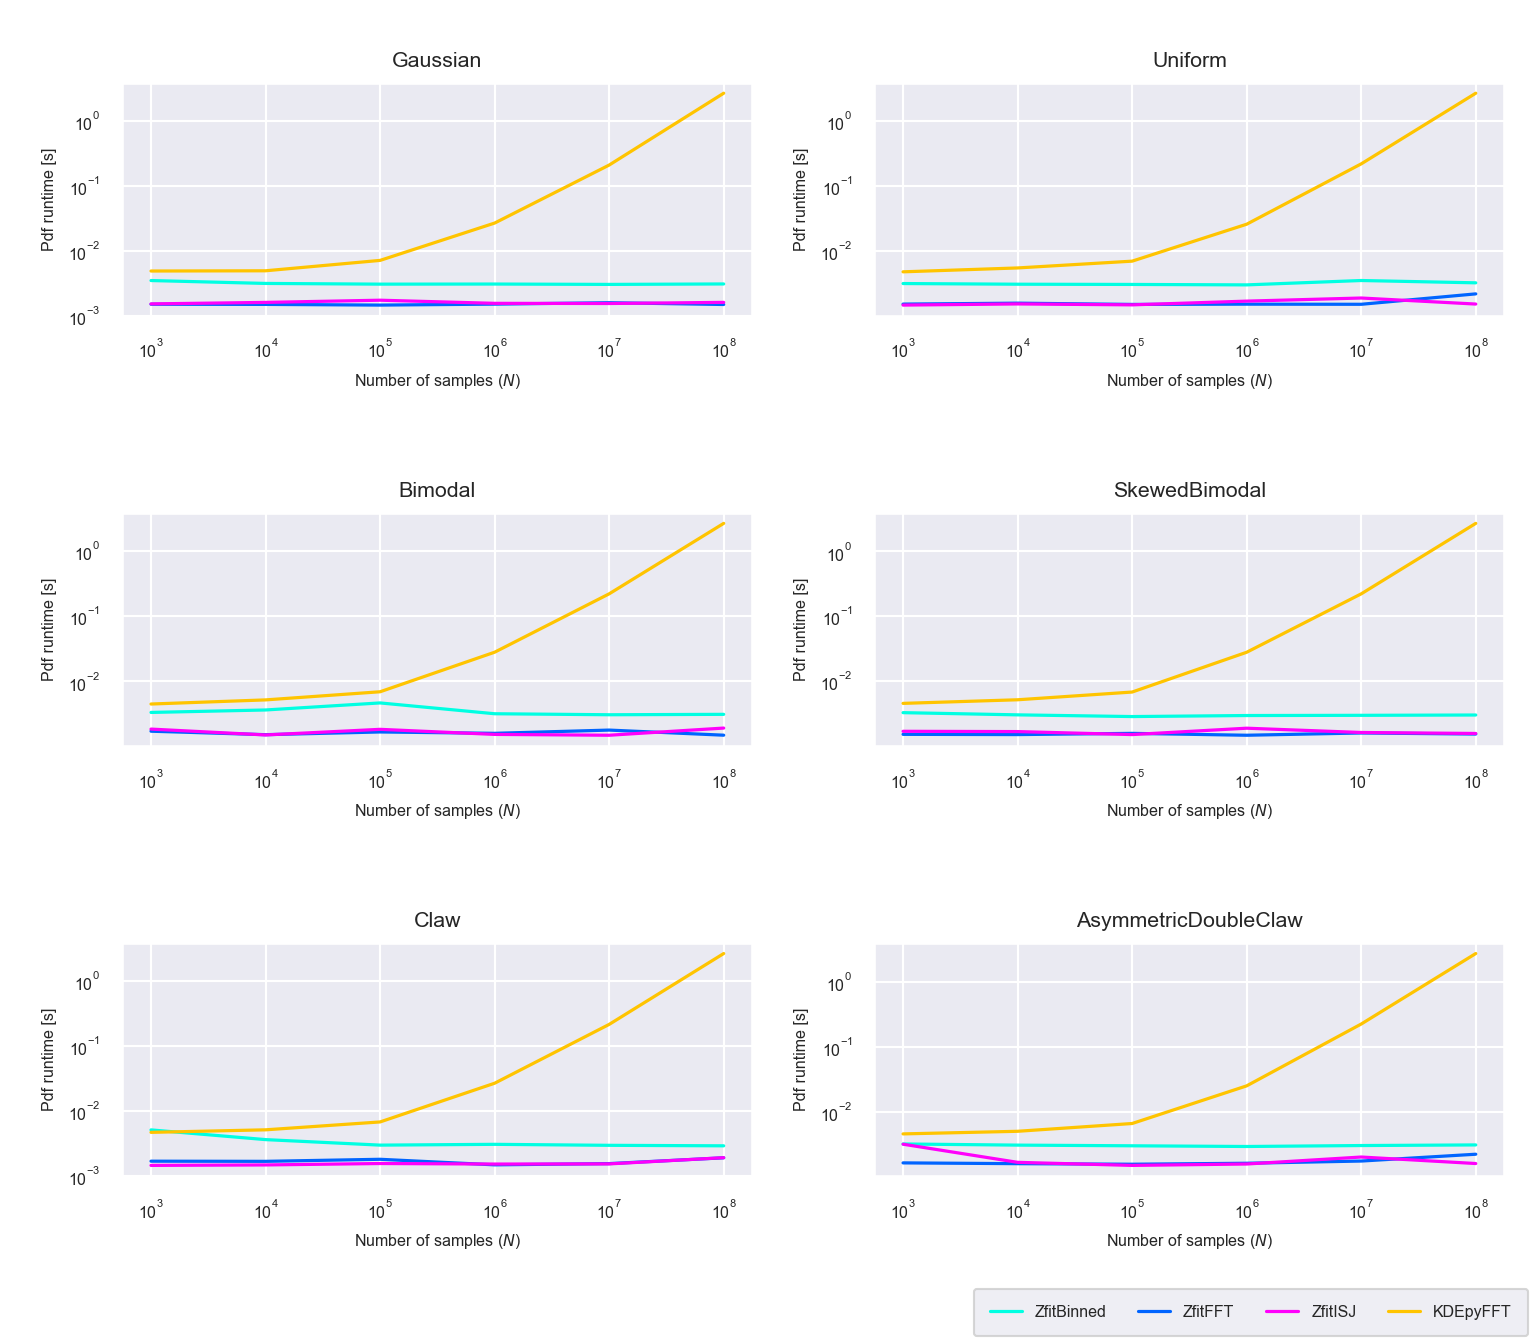 Gaussian
Pdf runtime [s]
10^0
10^−1
10^−2
10^−3
10^3 10^4 10^5 10^6 10^7 10^8
Number of samples (N)
Uniform
Pdf runtime [s]
10^0
10^−1
10^−2
10^3 10^4 10^5 10^6 10^7 10^8
Number of samples (N)
Bimodal
Pdf runtime [s]
10^0
10^−1
10^−2
10^3 10^4 10^5 10^6 10^7 10^8
Number of samples (N)
SkewedBimodal
Pdf runtime [s]
10^0
10^−1
10^−2
10^3 10^4 10^5 10^6 10^7 10^8
Number of samples (N)
Claw
Pdf runtime [s]
10^0
10^−1
10^−2
10^−3
10^3 10^4 10^5 10^6 10^7 10^8
Number of samples (N)
AsymmetricDoubleClaw
Pdf runtime [s]
10^0
10^−1
10^−2
10^3 10^4 10^5 10^6 10^7 10^8
Number of samples (N)
ZfitBinned ZfitFFT ZfitISJ KDEpyFFT